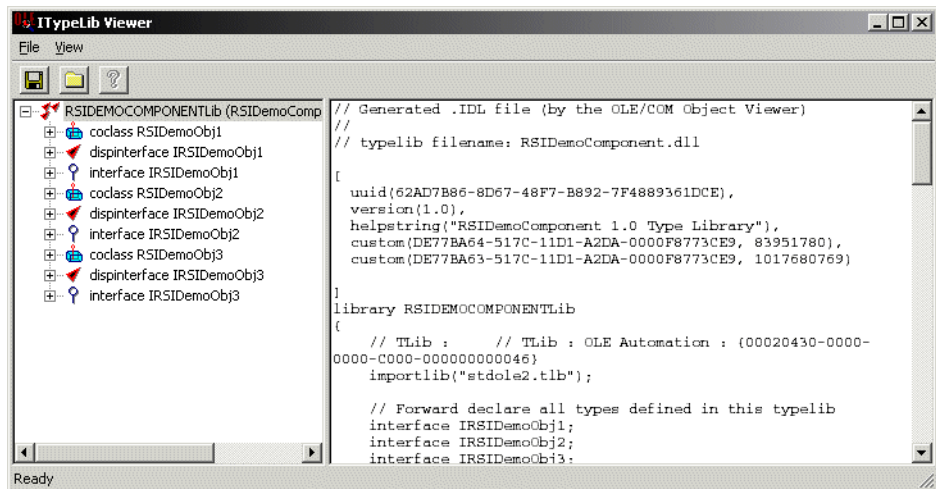 ITypeLib Viewer
File View
RSIDEMOCOMPONENTLib (RSIDemoComp
coclass RSIDemoObj1
dispinterface IRSIDemoObj1
interface IRSIDemoObj1
coclass RSIDemoObj2
dispinterface IRSIDemoObj2
interface IRSIDemoObj2
coclass RSIDemoObj3
dispinterface IRSIDemoObj3
interface IRSIDemoObj3
// Generated .IDL file (by the OLE/COM Object Viewer)
//
// typelib filename: RSIDemoComponent.dll
[
uuid(62AD7B86-8D67-48F7-B892-7F4889361DCE),
version(1.0),
helpstring("RSIDemoComponent 1.0 Type Library"),
custom(DE77BA64-517C-11D1-A2DA-0000F8773CE9, 83951780),
custom(DE77BA63-517C-11D1-A2DA-0000F8773CE9, 1017680769)
]
library RSIDEMOCOMPONENTLib
{
// TLib : // TLib : OLE Automation : {00020430-0000-
0000-C000-000000000046}
importlib("stdole2.tlb");
// Forward declare all types defined in this typelib
interface IRSIDemoObj1;
interface IRSIDemoObj2;
interface IRSIDemoObj3;
Ready